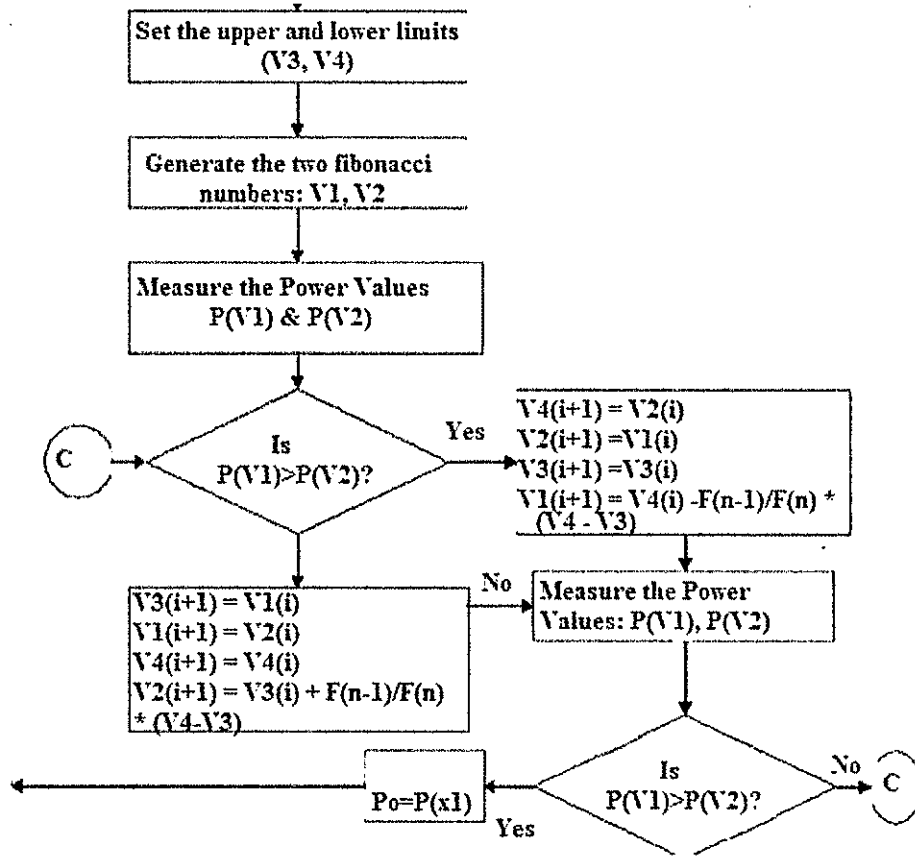 Set the upper and lower limits
(V3, V4)
Generate the two fibonacci
numbers: V1, V2
Measure the Power Values
P(V1) & P(V2)
C
Is
P(V1)>P(V2)?
Yes
V4(i+1) = V2(i)
V2(i+1) =V1(i)
V3(i+1) =V3(i)
V1(i+1) = V4(i) -F(n-1)/F(n) *
(V4 - V3)
V3(i+1) = V1(i)
V1(i+1) = V2(i)
V4(i+1) = V4(i)
V2(i+1) = V3(i) + F(n-1)/F(n)
* (V4-V3)
No
Measure the Power
Values: P(V1), P(V2)
Is
P(V1)>P(V2)?
No
C
Yes
Po=P(x1)